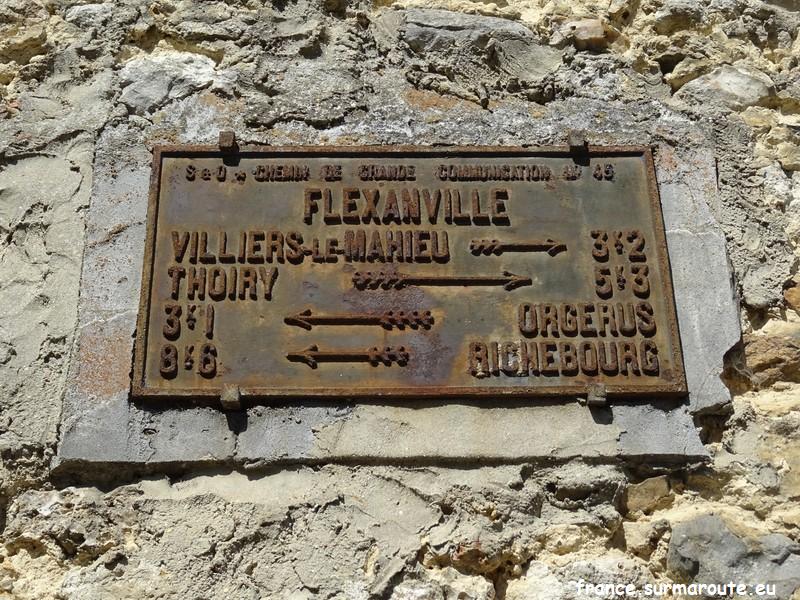 S & O CHEMIN DE GRANDE COMMUNICATION Nº 45
FLEXANVILLE
VILLIERS-LE-MAHIEU 3K2
THOIRY 5K3
3K1 ORGERUS
8K6 RICHEBOURG
france.surmaroute.eu